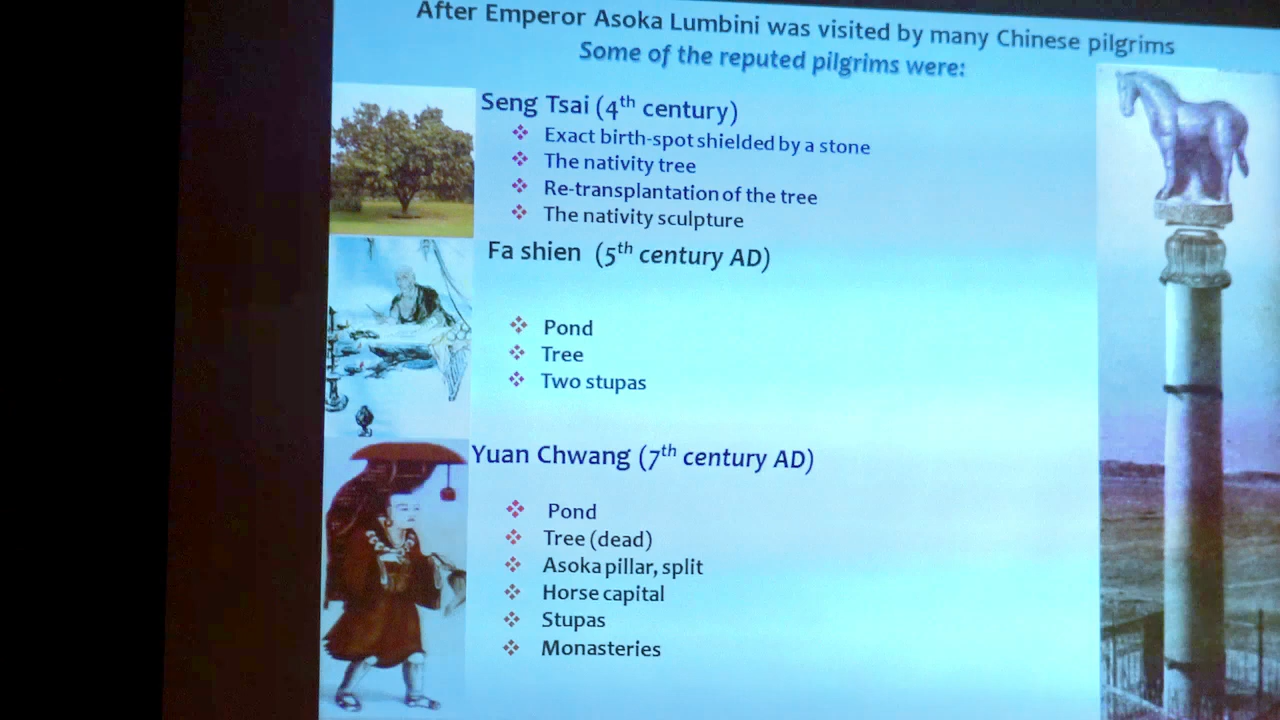 After Emperor Asoka Lumbini was visited by many Chinese pilgrims
Some of the reputed pilgrims were:
Seng Tsai (4th century)
❖ Exact birth-spot shielded by a stone
❖ The nativity tree
❖ Re-transplantation of the tree
❖ The nativity sculpture
Fa shien (5th century AD)
❖ Pond
❖ Tree
❖ Two stupas
Yuan Chwang (7th century AD)
❖ Pond
❖ Tree (dead)
❖ Asoka pillar, split
❖ Horse capital
❖ Stupas
❖ Monasteries